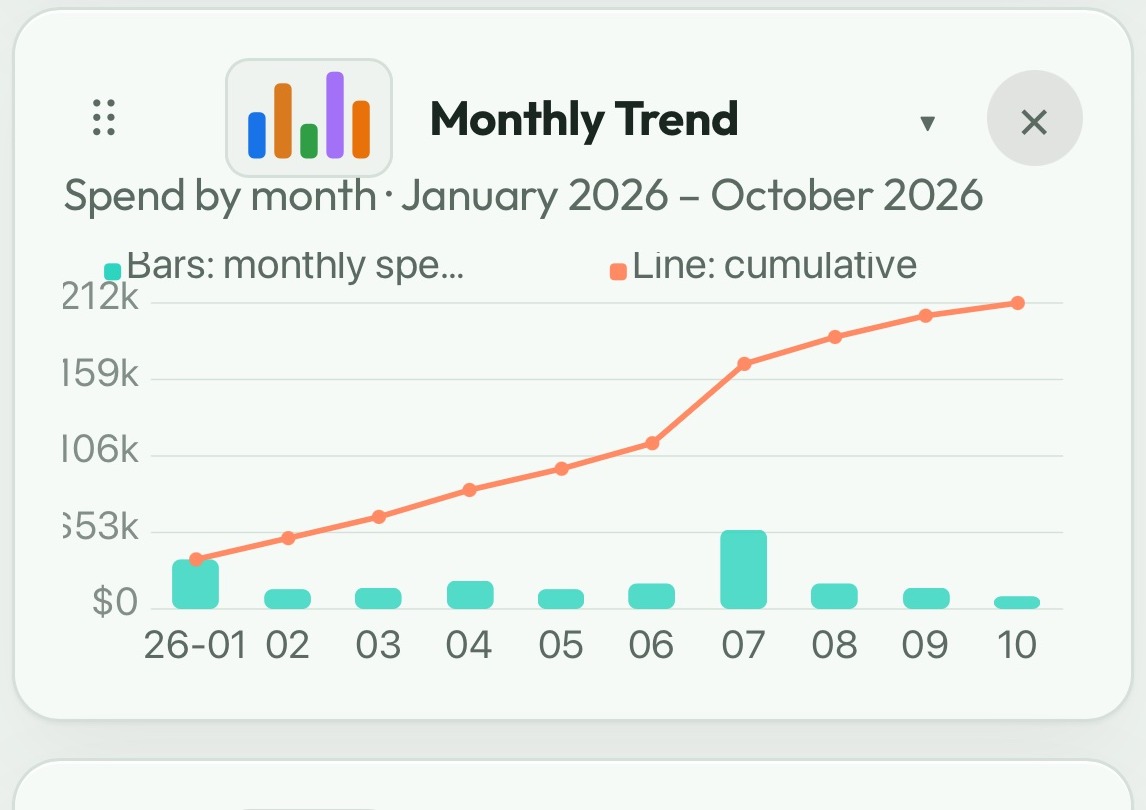 Monthly Trend ▼ ×
Spend by month · January 2026 – October 2026
Bars: monthly spe... Line: cumulative
212k
159k
106k
$53k
$0
26-01 02 03 04 05 06 07 08 09 10